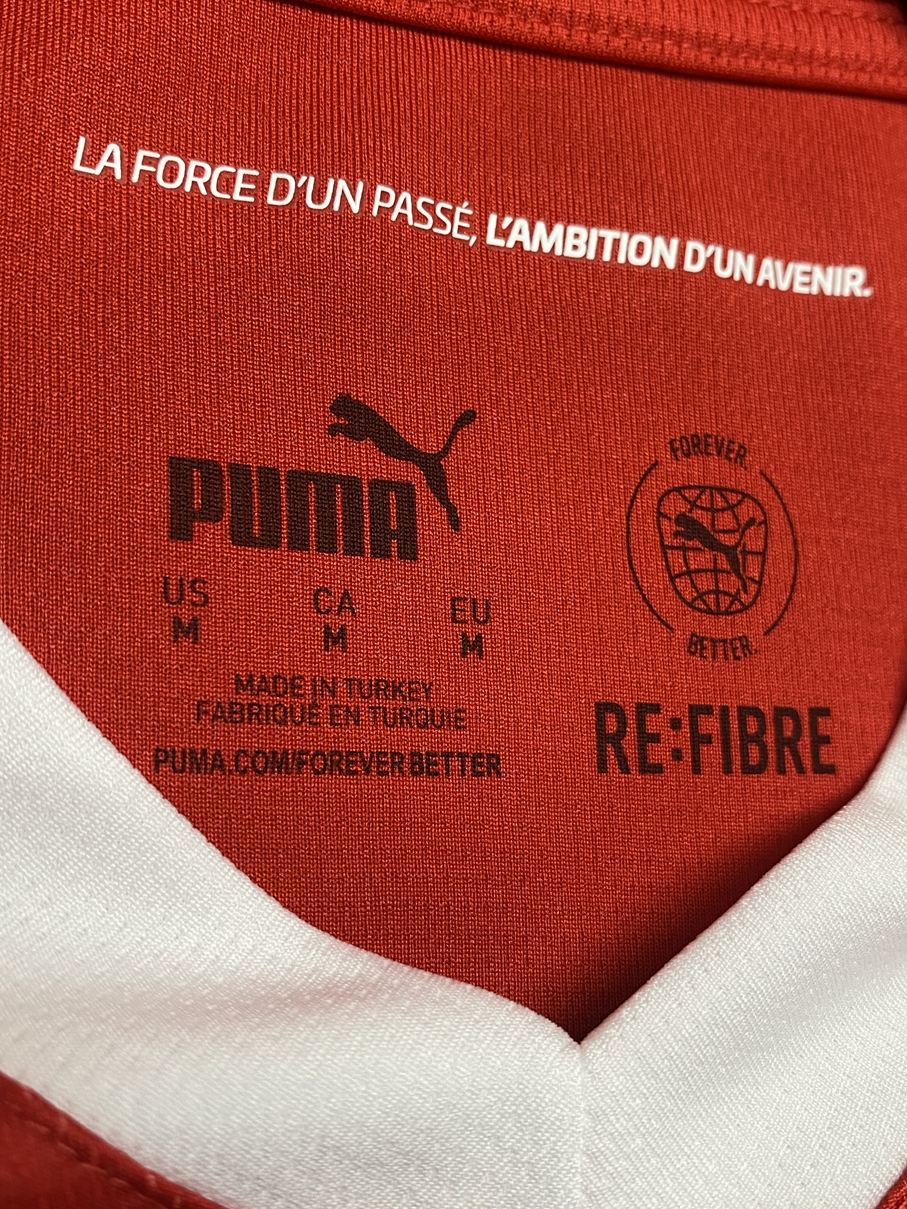 LA FORCE D'UN PASSÉ, L'AMBITION D'UN AVENIR.
PUMA
US CA EU
M M M
MADE IN TURKEY
FABRIQUÉ EN TURQUIE
PUMA.COM/FOREVERBETTER
FOREVER.
BETTER.
RE:FIBRE